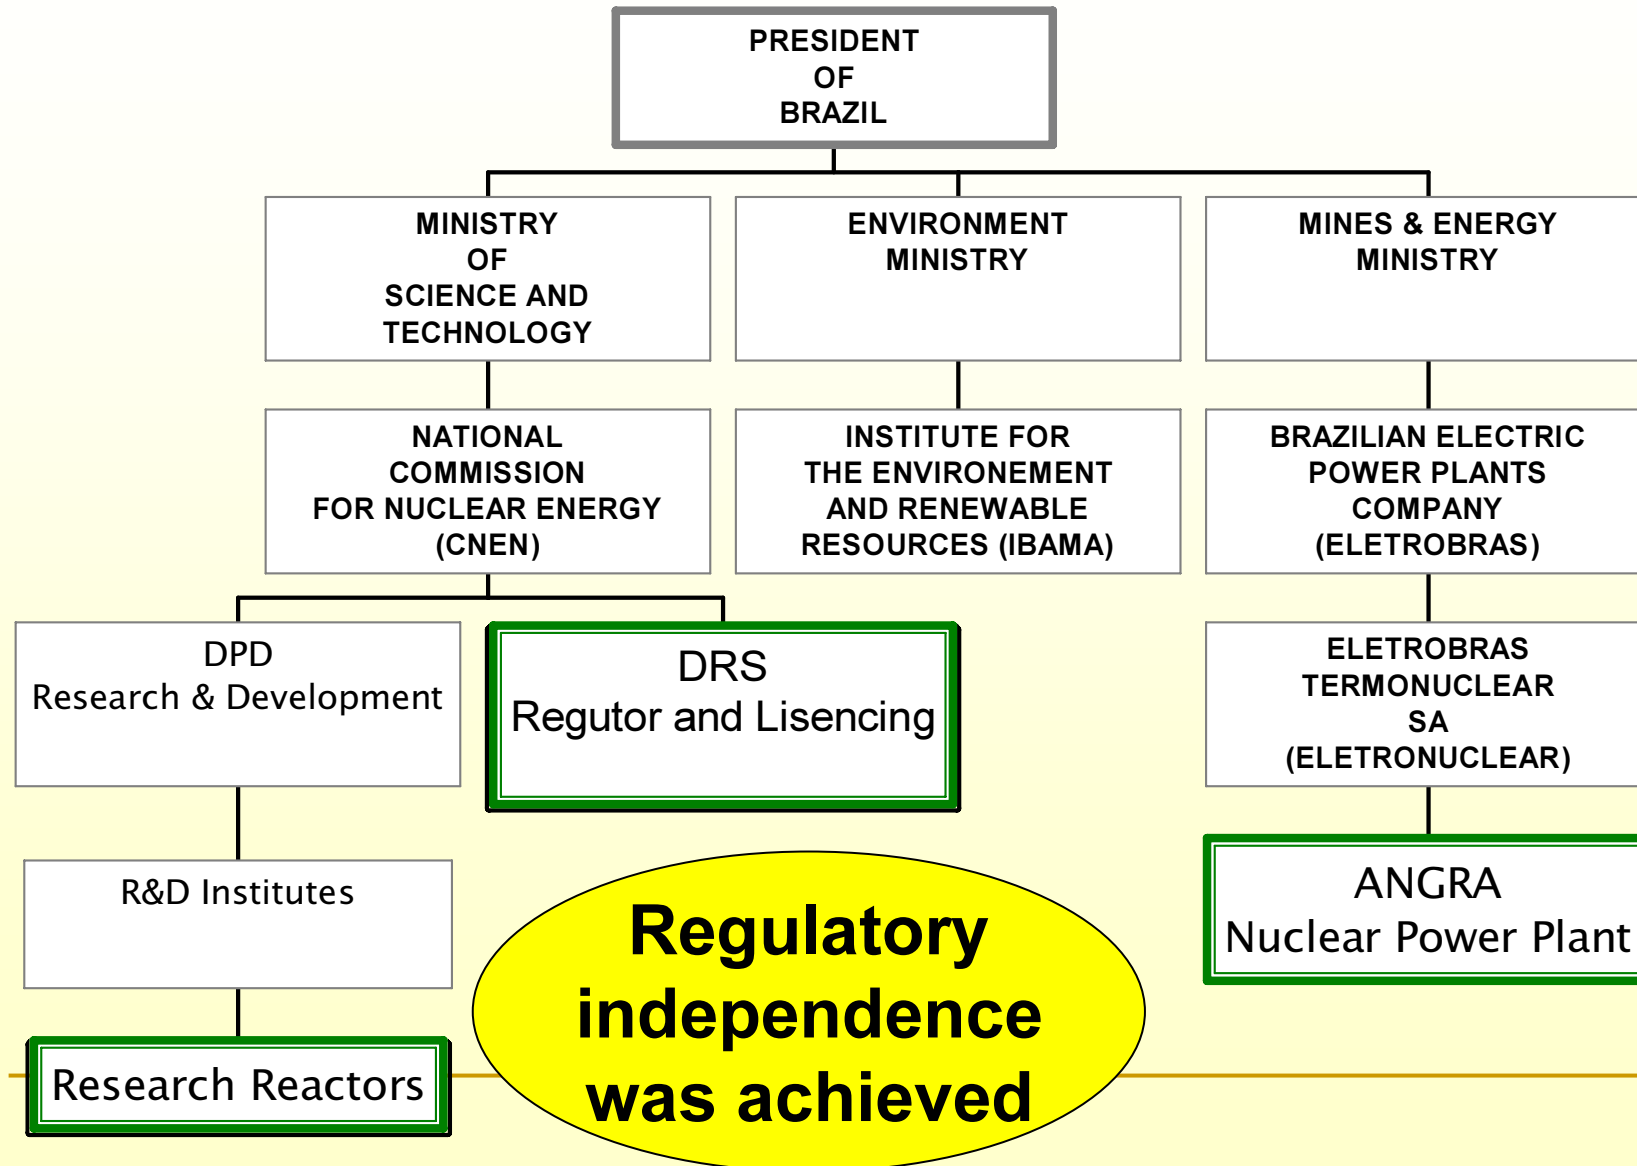 PRESIDENT
OF
BRAZIL
MINISTRY
OF
SCIENCE AND
TECHNOLOGY
ENVIRONMENT
MINISTRY
MINES & ENERGY
MINISTRY
NATIONAL
COMMISSION
FOR NUCLEAR ENERGY
(CNEN)
INSTITUTE FOR
THE ENVIRONEMENT
AND RENEWABLE
RESOURCES (IBAMA)
BRAZILIAN ELECTRIC
POWER PLANTS
COMPANY
(ELETROBRAS)
DPD
Research & Development
DRS
Regutor and Lisencing
ELETROBRAS
TERMONUCLEAR
SA
(ELETRONUCLEAR)
R&D Institutes
ANGRA
Nuclear Power Plant
Research Reactors
Regulatory
independence
was achieved